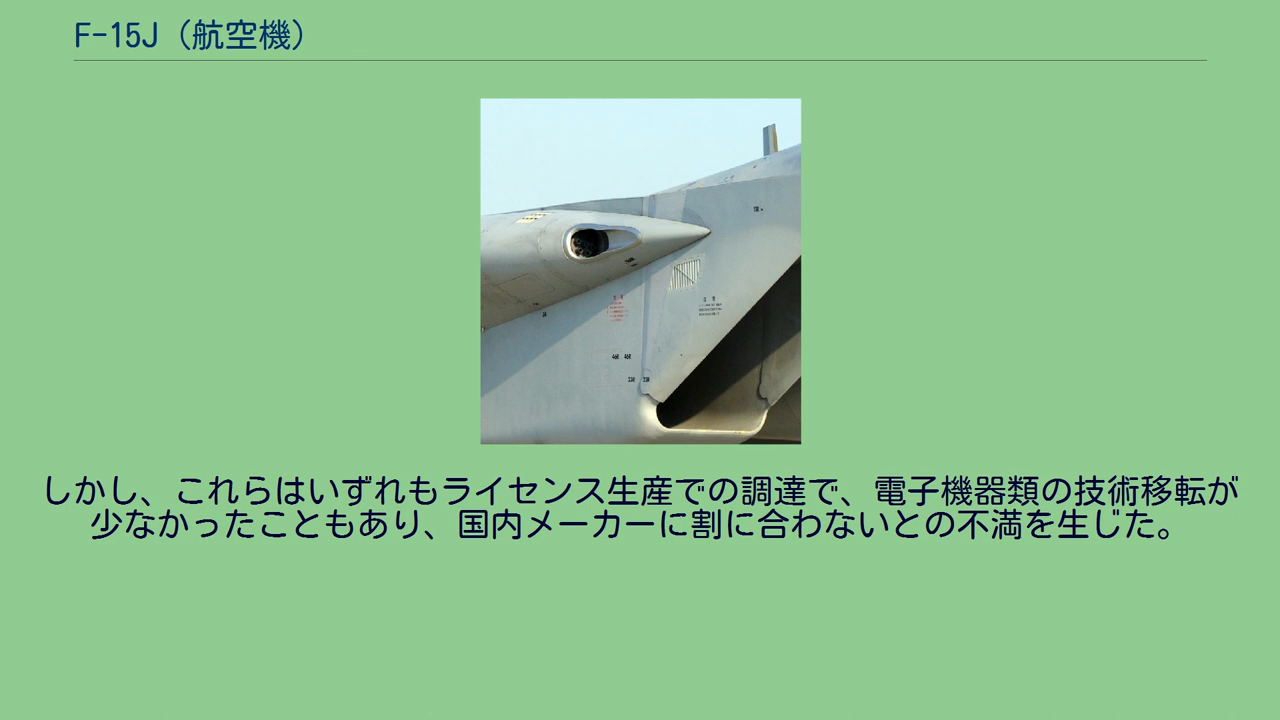 F-15J（航空機）
しかし、これらはいずれもライセンス生産での調達で、電子機器類の技術移転が
少なかったこともあり、国内メーカーに割に合わないとの不満を生じた。